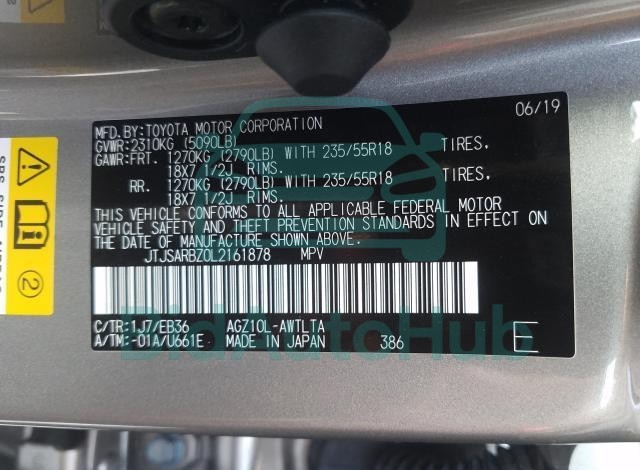 06/19
MFD.BY:TOYOTA MOTOR CORPORATION
GVWR:2310KG (5090LB)
GAWR:FRT. 1270KG (2790LB) WITH 235/55R18 TIRES,
18X7 1/2J RIMS.
RR. 1270KG (2790LB) WITH 235/55R18 TIRES,
18X7 1/2J RIMS.
THIS VEHICLE CONFORMS TO ALL APPLICABLE FEDERAL MOTOR
VEHICLE SAFETY AND THEFT PREVENTION STANDARDS IN EFFECT ON
THE DATE OF MANUFACTURE SHOWN ABOVE.
JTJSARBZ0L2161878 MPV
C/TR:1J7/EB36 AGZ10L-AWTLTA
A/TM:-01A/U661E MADE IN JAPAN 386 E
BidAutoHub
2